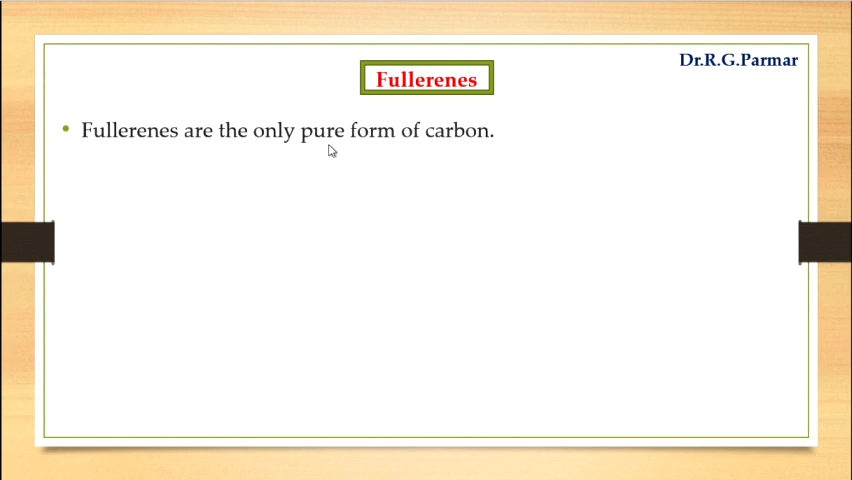 Dr.R.G.Parmar
Fullerenes
• Fullerenes are the only pure form of carbon.